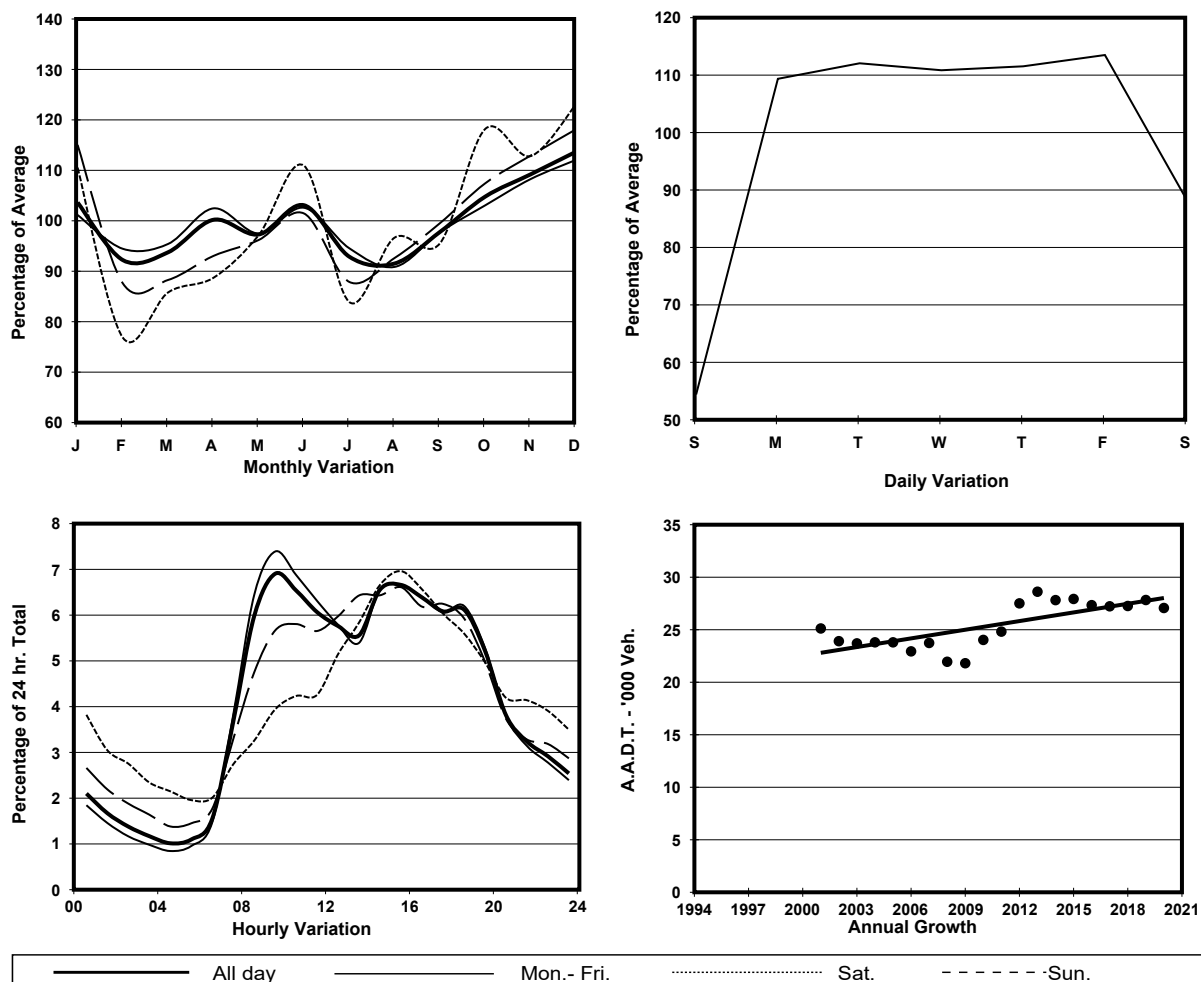 140
130
120
110
100
90
80
70
60
Percentage of Average
J F M A M J J A S O N D
Monthly Variation
120
110
100
90
80
70
60
50
Percentage of Average
S M T W T F S
Daily Variation
8
7
6
5
4
3
2
1
0
Percentage of 24 hr. Total
00 04 08 12 16 20 24
Hourly Variation
35
30
25
20
15
10
5
0
A.A.D.T. - '000 Veh.
1994 1997 2000 2003 2006 2009 2012 2015 2018 2021
Annual Growth
All day Mon.- Fri. Sat. Sun.